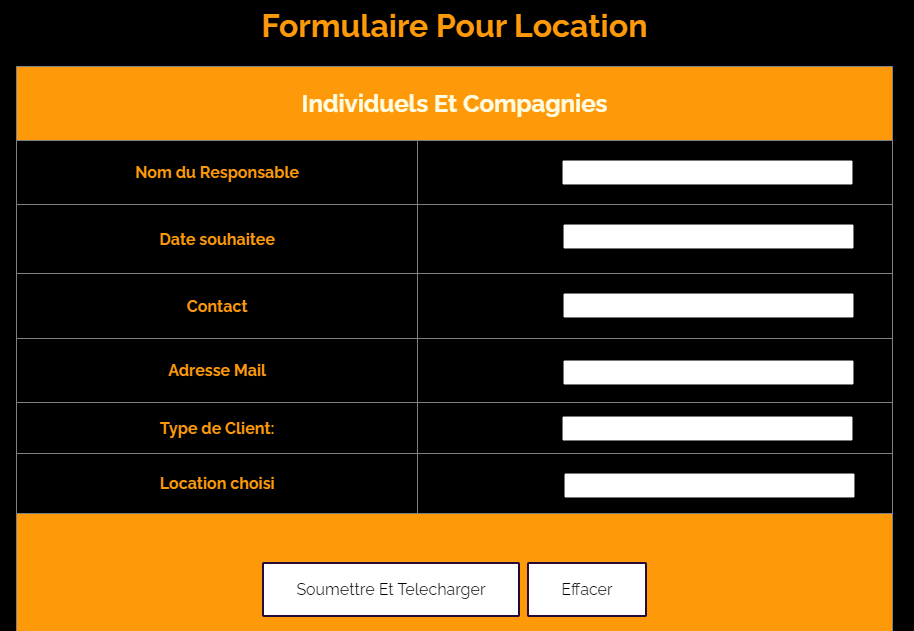 Formulaire Pour Location
Individuels Et Compagnies
Nom du Responsable
Date souhaitee
Contact
Adresse Mail
Type de Client:
Location choisi
Soumettre Et Telecharger
Effacer